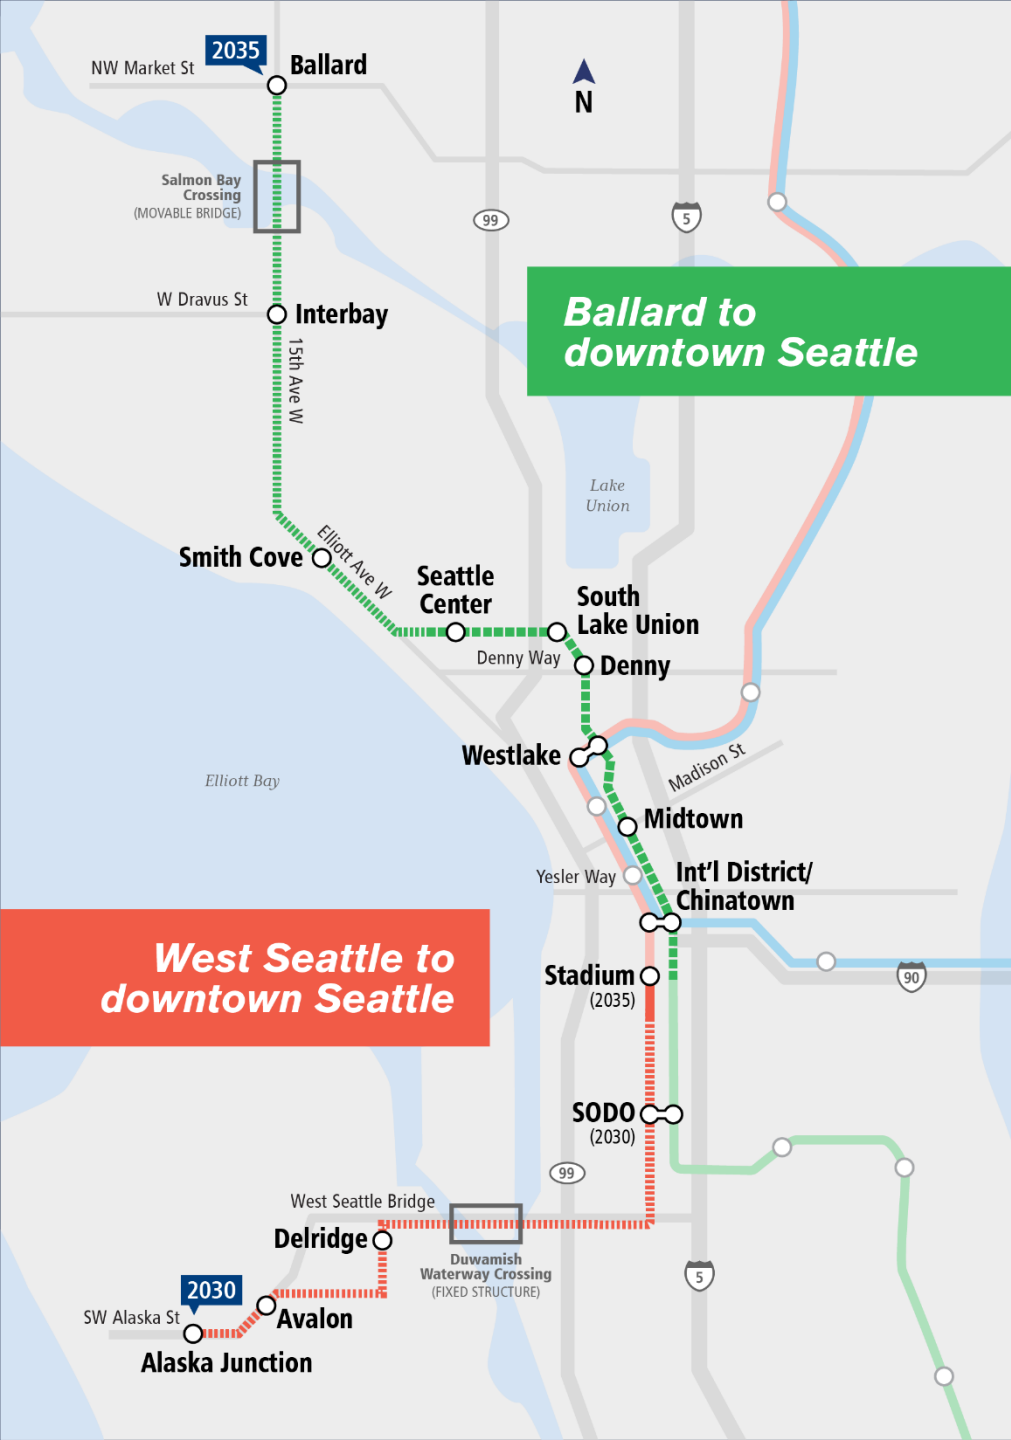 2035
Ballard
NW Market St
N
Salmon Bay
Crossing
(MOVABLE BRIDGE)
99
5
W Dravus St
Interbay
Ballard to
downtown Seattle
15th Ave W
Lake
Union
Elliott Ave W
Smith Cove
Seattle
Center
South
Lake Union
Denny Way
Denny
Westlake
Madison St
Elliott Bay
Midtown
Yesler Way
Int'l District/
Chinatown
West Seattle to
downtown Seattle
Stadium
(2035)
90
SODO
(2030)
99
West Seattle Bridge
Delridge
Duwamish
Waterway Crossing
(FIXED STRUCTURE)
5
2030
SW Alaska St
Avalon
Alaska Junction